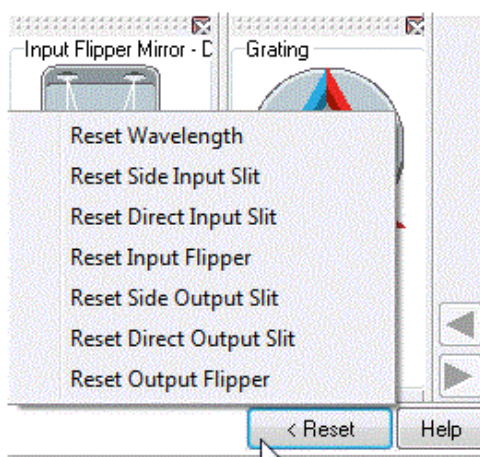 Input Flipper Mirror - D
Grating
Reset Wavelength
Reset Side Input Slit
Reset Direct Input Slit
Reset Input Flipper
Reset Side Output Slit
Reset Direct Output Slit
Reset Output Flipper
< Reset
Help